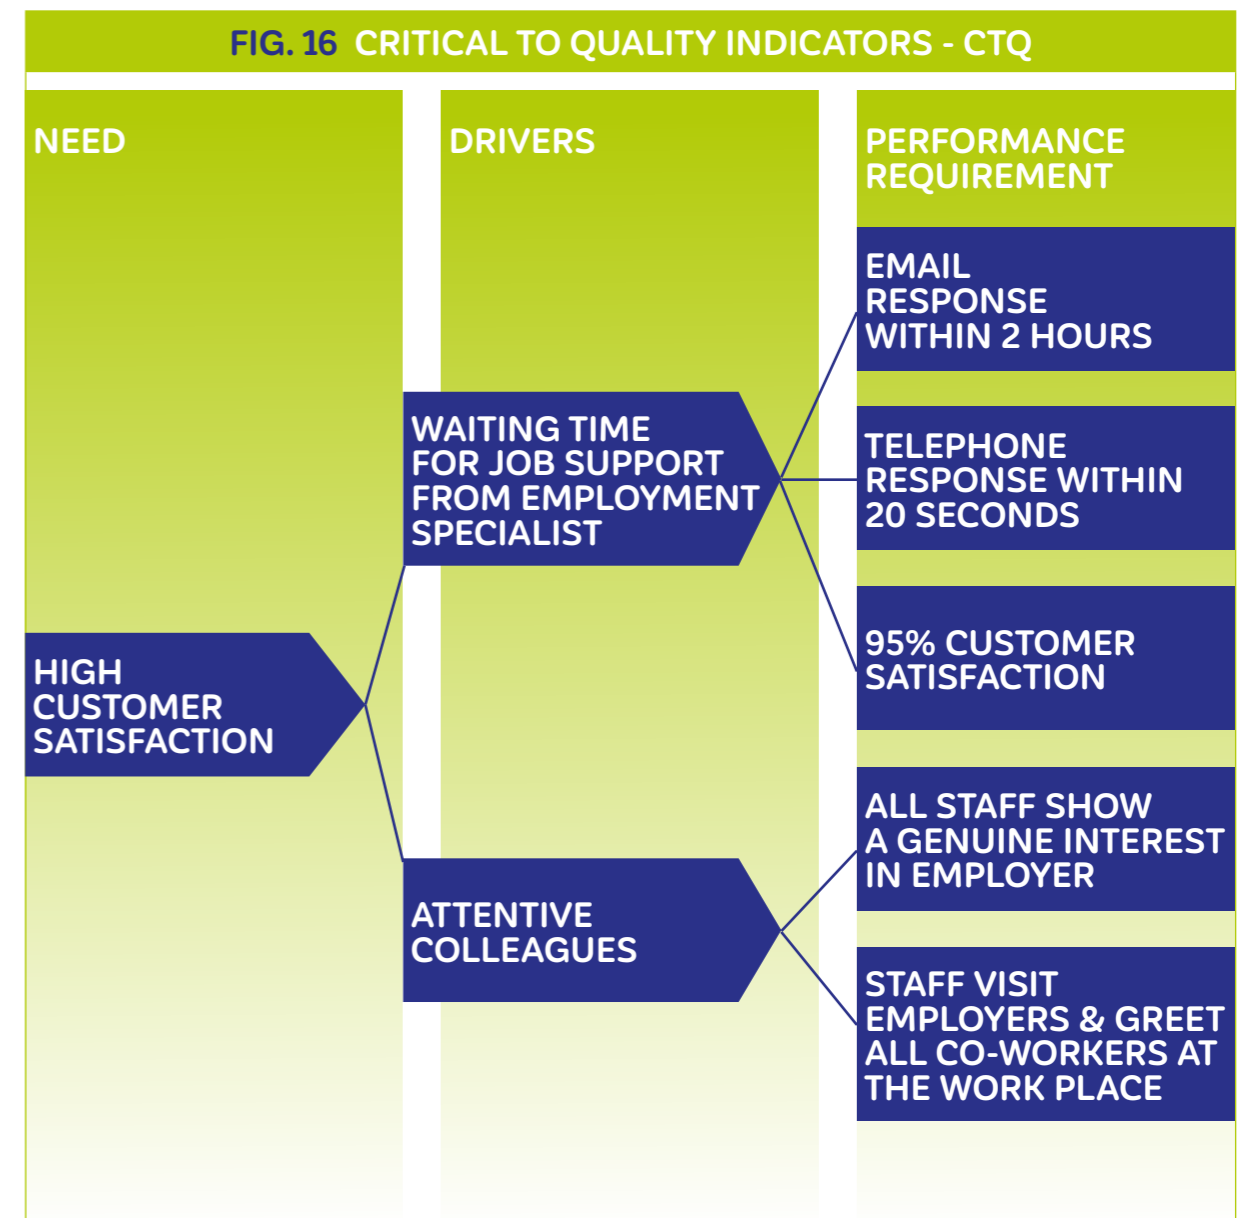 FIG. 16 CRITICAL TO QUALITY INDICATORS - CTQ
NEED
DRIVERS
PERFORMANCE
REQUIREMENT
HIGH
CUSTOMER
SATISFACTION
WAITING TIME
FOR JOB SUPPORT
FROM EMPLOYMENT
SPECIALIST
ATTENTIVE
COLLEAGUES
EMAIL
RESPONSE
WITHIN 2 HOURS
TELEPHONE
RESPONSE WITHIN
20 SECONDS
95% CUSTOMER
SATISFACTION
ALL STAFF SHOW
A GENUINE INTEREST
IN EMPLOYER
STAFF VISIT
EMPLOYERS & GREET
ALL CO-WORKERS AT
THE WORK PLACE